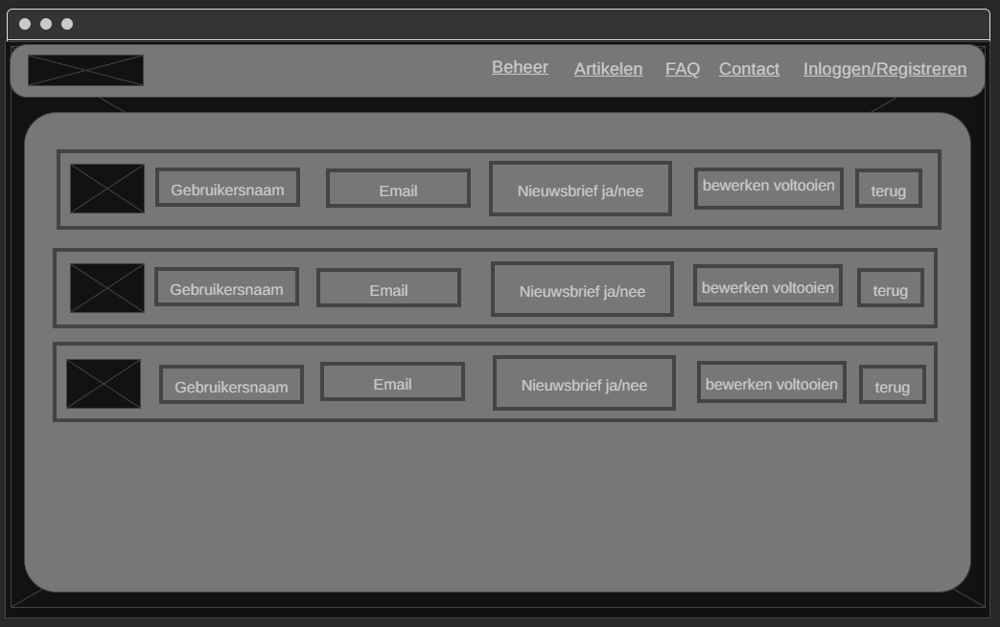 Beheer Artikelen FAQ Contact Inloggen/Registreren
Gebruikersnaam Email Nieuwsbrief ja/nee bewerken voltooien terug
Gebruikersnaam Email Nieuwsbrief ja/nee bewerken voltooien terug
Gebruikersnaam Email Nieuwsbrief ja/nee bewerken voltooien terug